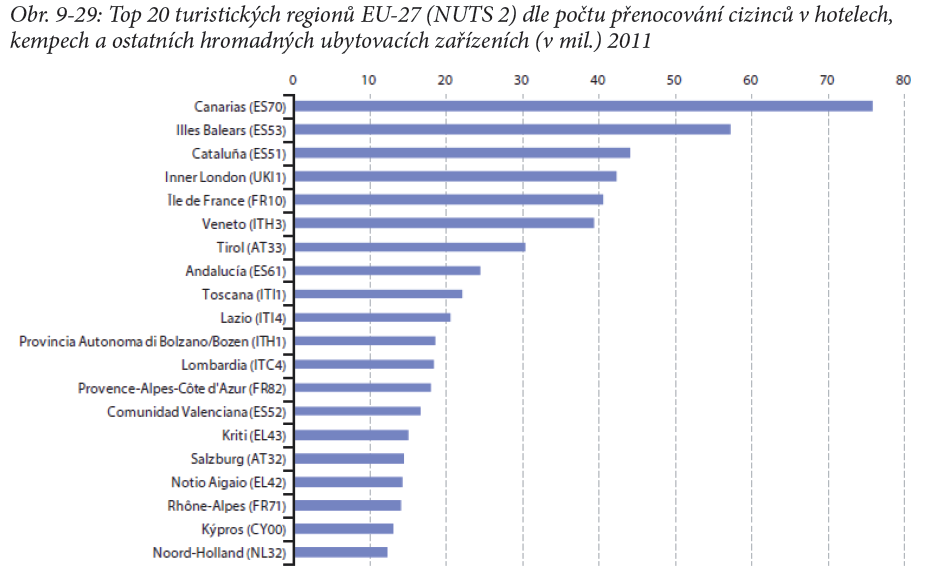 Obr. 9-29: Top 20 turistických regionů EU-27 (NUTS 2) dle počtu přenocování cizinců v hotelech,
kempech a ostatních hromadných ubytovacích zařízeních (v mil.) 2011
0 10 20 30 40 50 60 70 80
Canarias (ES70)
Illes Balears (ES53)
Cataluña (ES51)
Inner London (UKI1)
Île de France (FR10)
Veneto (ITH3)
Tirol (AT33)
Andalucía (ES61)
Toscana (ITI1)
Lazio (ITI4)
Provincia Autonoma di Bolzano/Bozen (ITH1)
Lombardia (ITC4)
Provence-Alpes-Côte d'Azur (FR82)
Comunidad Valenciana (ES52)
Kriti (EL43)
Salzburg (AT32)
Notio Aigaio (EL42)
Rhône-Alpes (FR71)
Kýpros (CY00)
Noord-Holland (NL32)